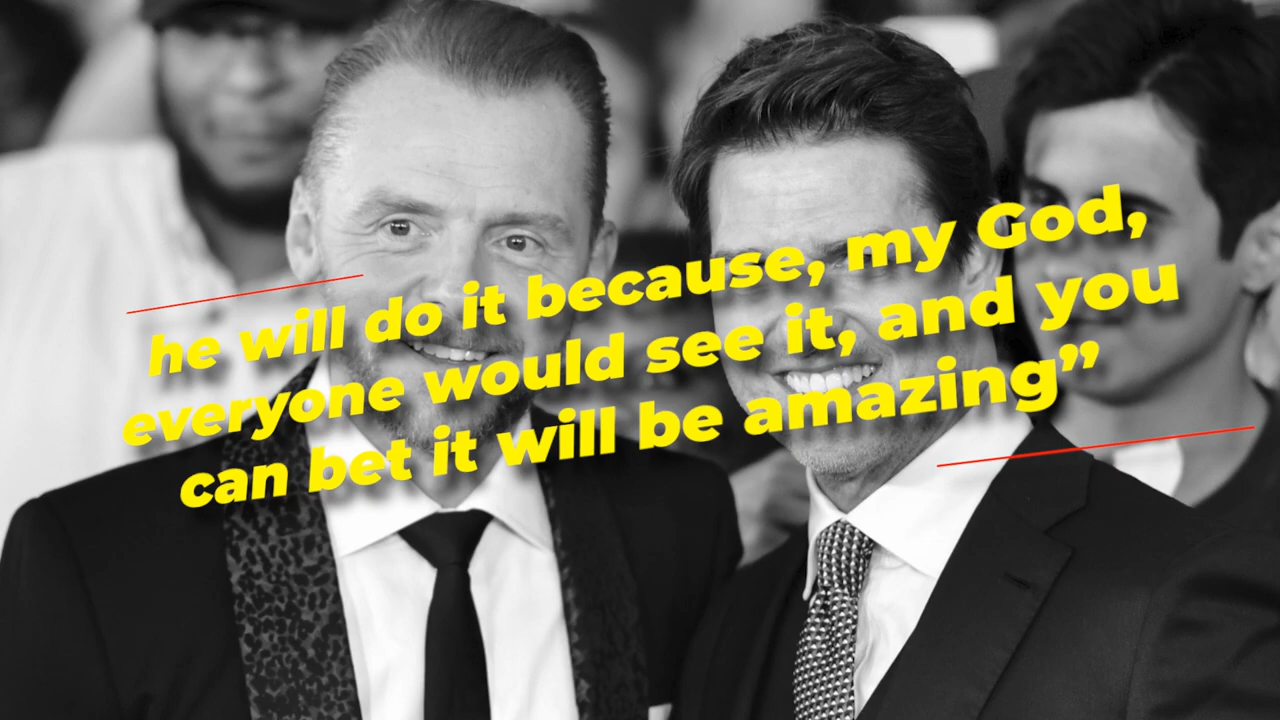 he will do it because, my God,
everyone would see it, and you
can bet it will be amazing”